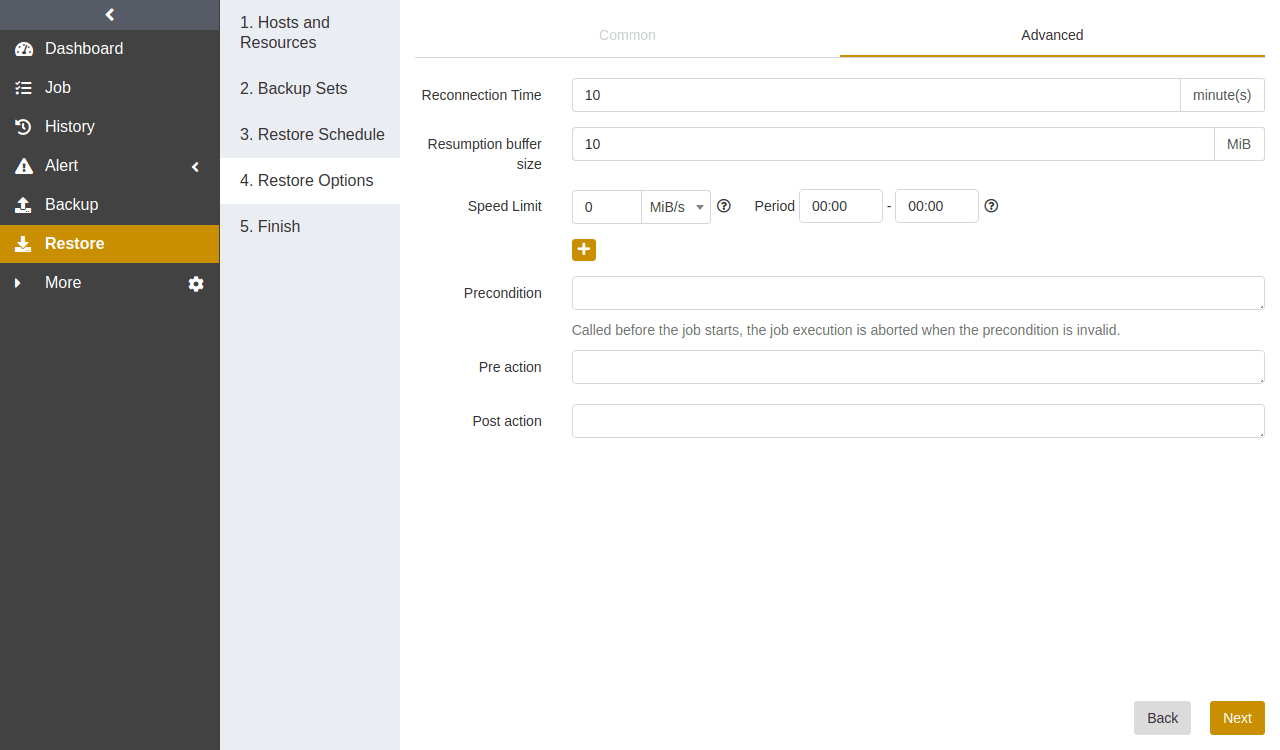 Dashboard
Job
History
Alert
Backup
Restore
More
1. Hosts and
Resources
2. Backup Sets
3. Restore Schedule
4. Restore Options
5. Finish
Common
Advanced
Reconnection Time
10
minute(s)
Resumption buffer
size
10
MiB
Speed Limit
0
MiB/s
Period
00:00
-
00:00
Precondition
Called before the job starts, the job execution is aborted when the precondition is invalid.
Pre action
Post action
Back
Next